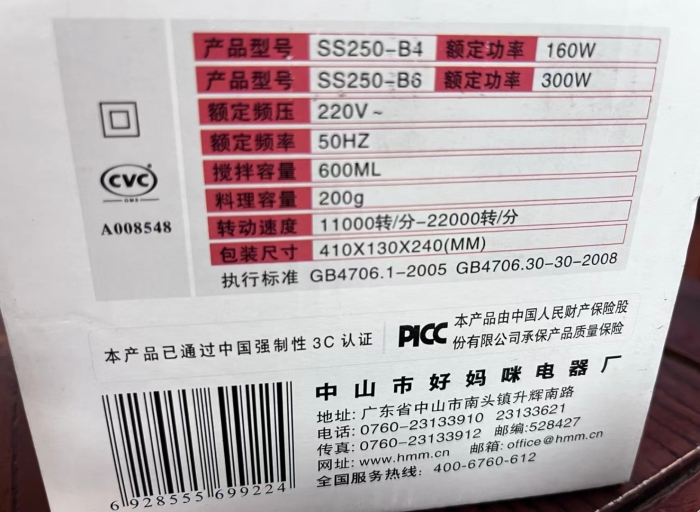 产品型号 SS250-B4 额定功率 160W
产品型号 SS250-B6 额定功率 300W
额定频压 220V~
额定频率 50HZ
搅拌容量 600ML
料理容量 200g
转动速度 11000转/分-22000转/分
包装尺寸 410X130X240(MM)
执行标准 GB4706.1-2005 GB4706.30-30-2008
CVC
A008548
本产品已通过中国强制性3C认证
PICC 本产品由中国人民财产保险股
份有限公司承保产品质量保险
中山市好妈咪电器厂
地址: 广东省中山市南头镇升辉南路
电话: 0760-23133910 23133621
传真: 0760-23133912 邮编:528427
网址: www.hmm.cn 邮箱: office@hmm.cn
全国服务热线: 400-6760-612
6 928555 699224